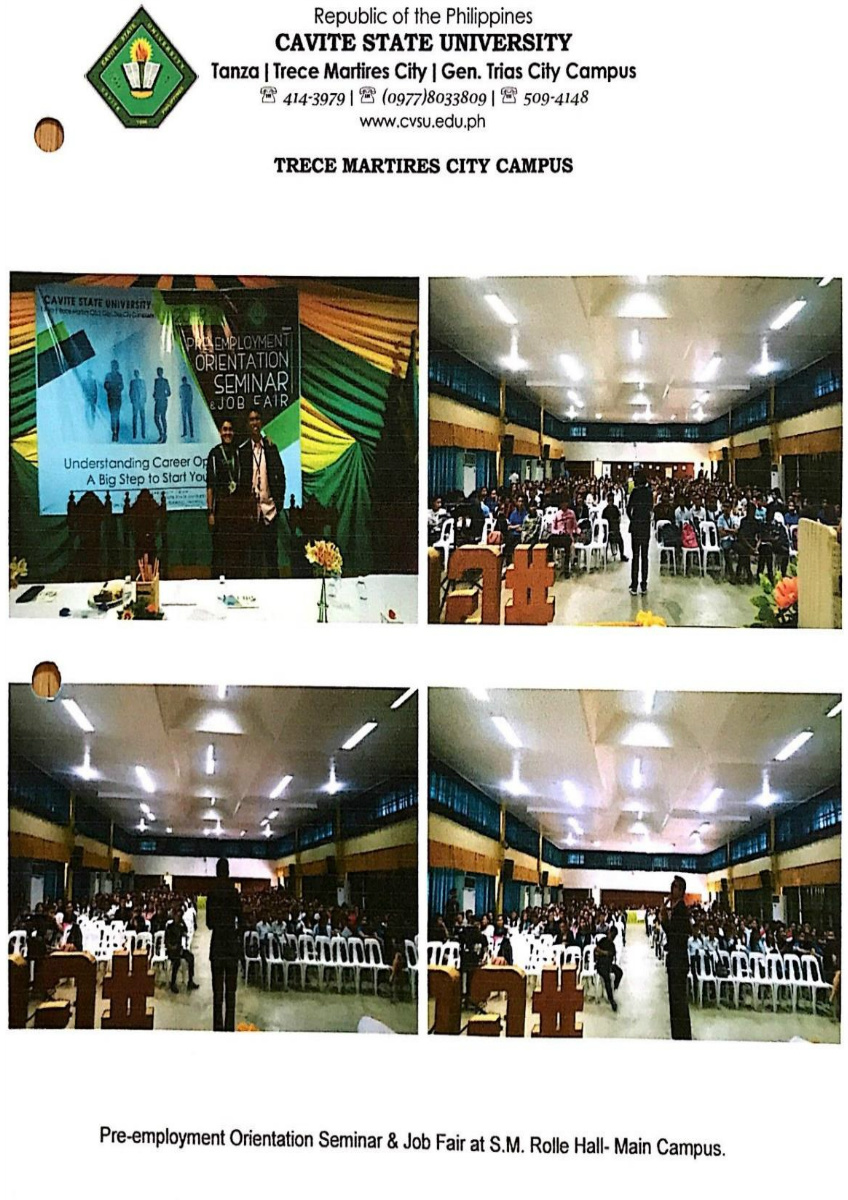 Republic of the Philippines
CAVITE STATE UNIVERSITY
Tanza | Trece Martires City | Gen. Trias City Campus
☏ 414-3979 | ☏ (0977)8033809 | ☏ 509-4148
www.cvsu.edu.ph
TRECE MARTIRES CITY CAMPUS
CAVITE STATE UNIVERSITY
PRE-EMPLOYMENT
ORIENTATION
SEMINAR
& JOB FAIR
Understanding Career Op
A Big Step to Start You
Pre-employment Orientation Seminar & Job Fair at S.M. Rolle Hall- Main Campus.